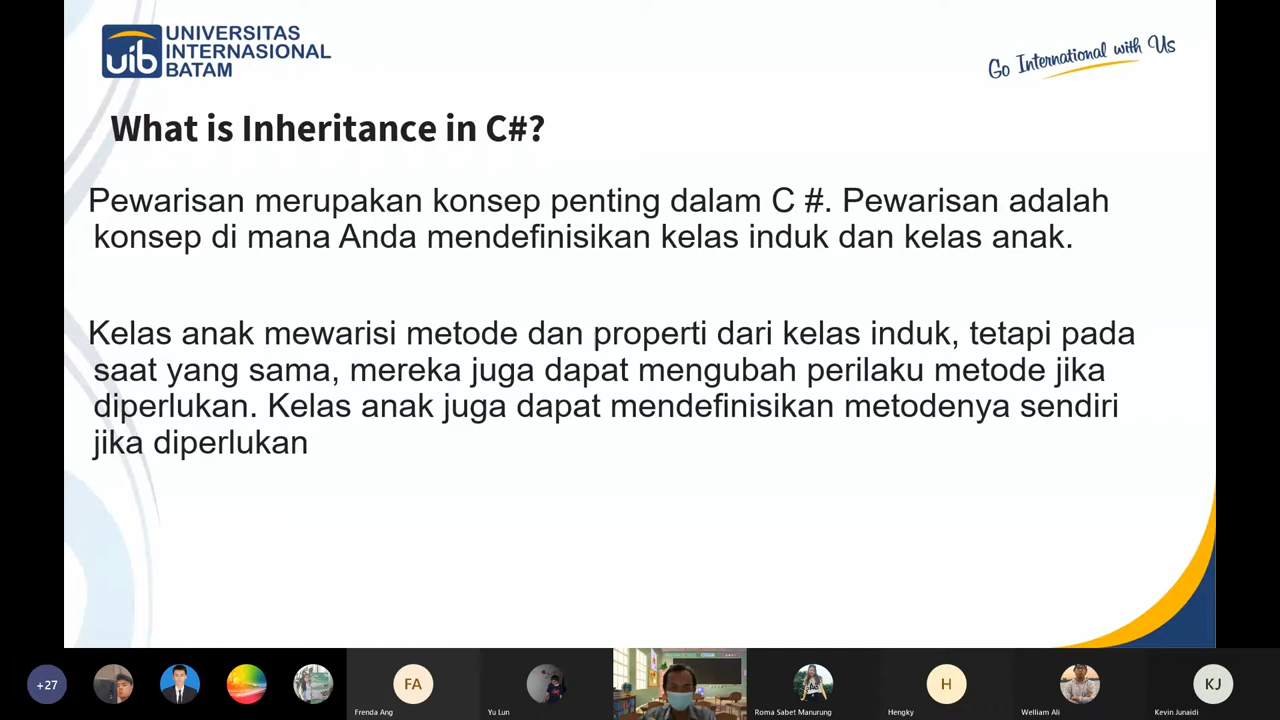 UNIVERSITAS
INTERNASIONAL
BATAM
uib
Go International with Us
What is Inheritance in C#?
Pewarisan merupakan konsep penting dalam C #. Pewarisan adalah
konsep di mana Anda mendefinisikan kelas induk dan kelas anak.
Kelas anak mewarisi metode dan properti dari kelas induk, tetapi pada
saat yang sama, mereka juga dapat mengubah perilaku metode jika
diperlukan. Kelas anak juga dapat mendefinisikan metodenya sendiri
jika diperlukan
+27
FA
H
KJ
Frenda Ang
Yu Lun
Roma Sabet Manurung
Hengky
Welliam Ali
Kevin Junaidi